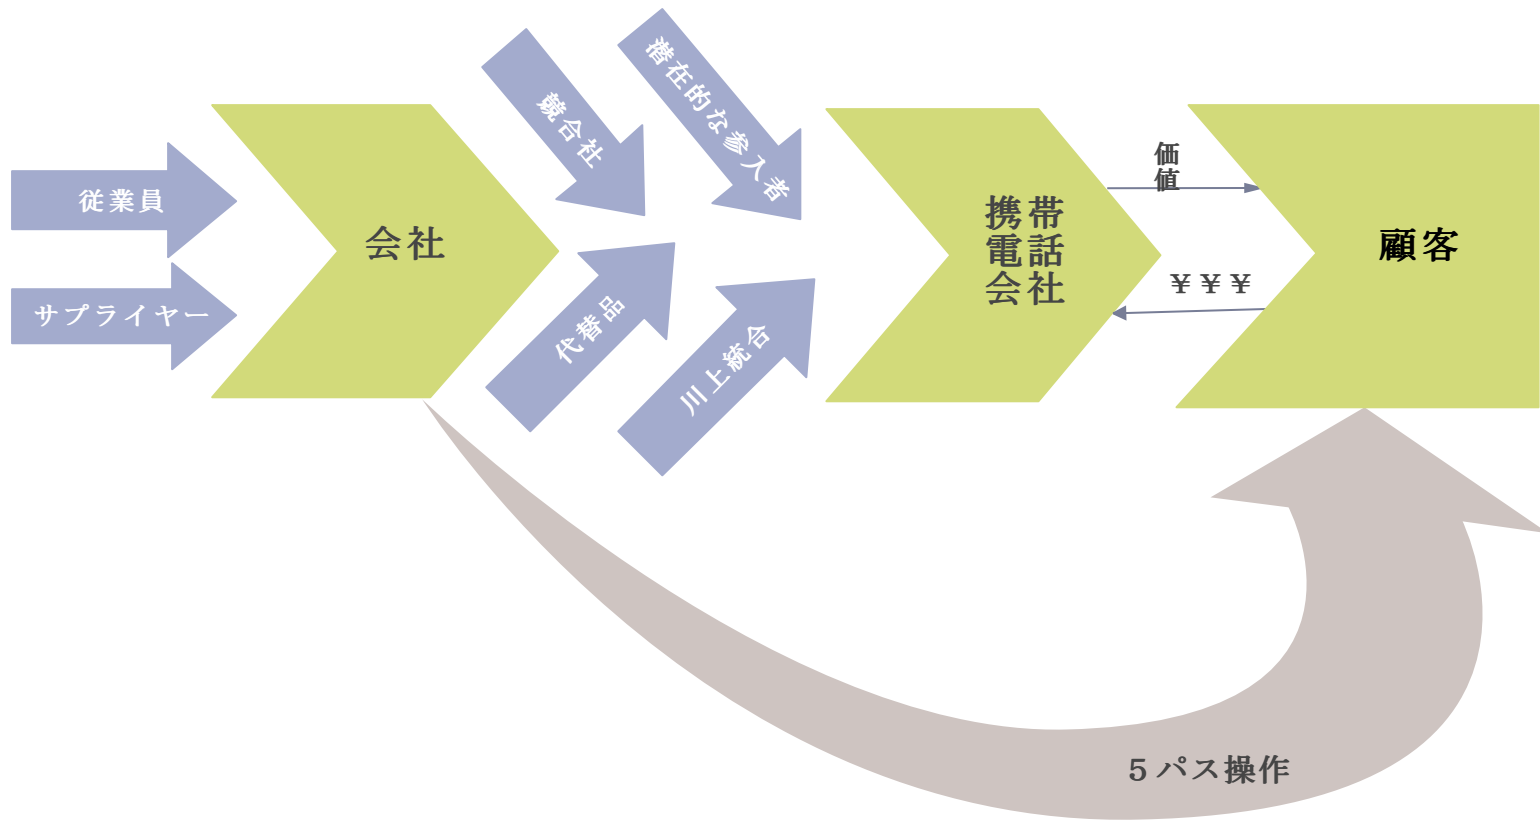 従業員
サプライヤー
会社
競合社
潜在的な参入者
代替品
川上統合
携帯
電話
会社
価
値
¥¥¥
顧客
5パス操作